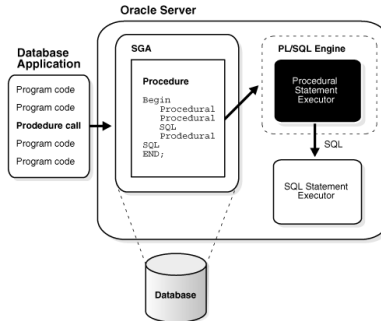 Oracle Server
Database
Application
Program code
Program code
Prodedure call
Program code
Program code
SGA
Procedure
Begin
Procedural
Procedural
SQL
Prodedural
SQL
END;
PL/SQL Engine
Procedural
Statement
Executor
SQL
SQL Statement
Executor
Database